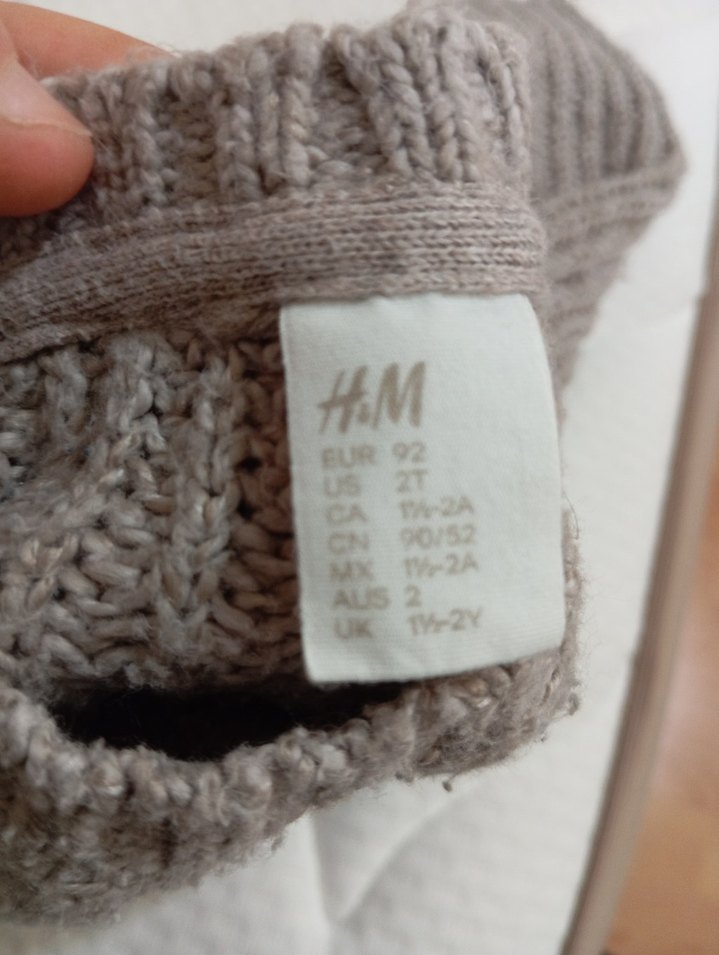 H&M
EUR 92
US 2T
CA 1½-2A
CN 90/52
MX 1½-2A
AUS 2
UK 1½-2Y